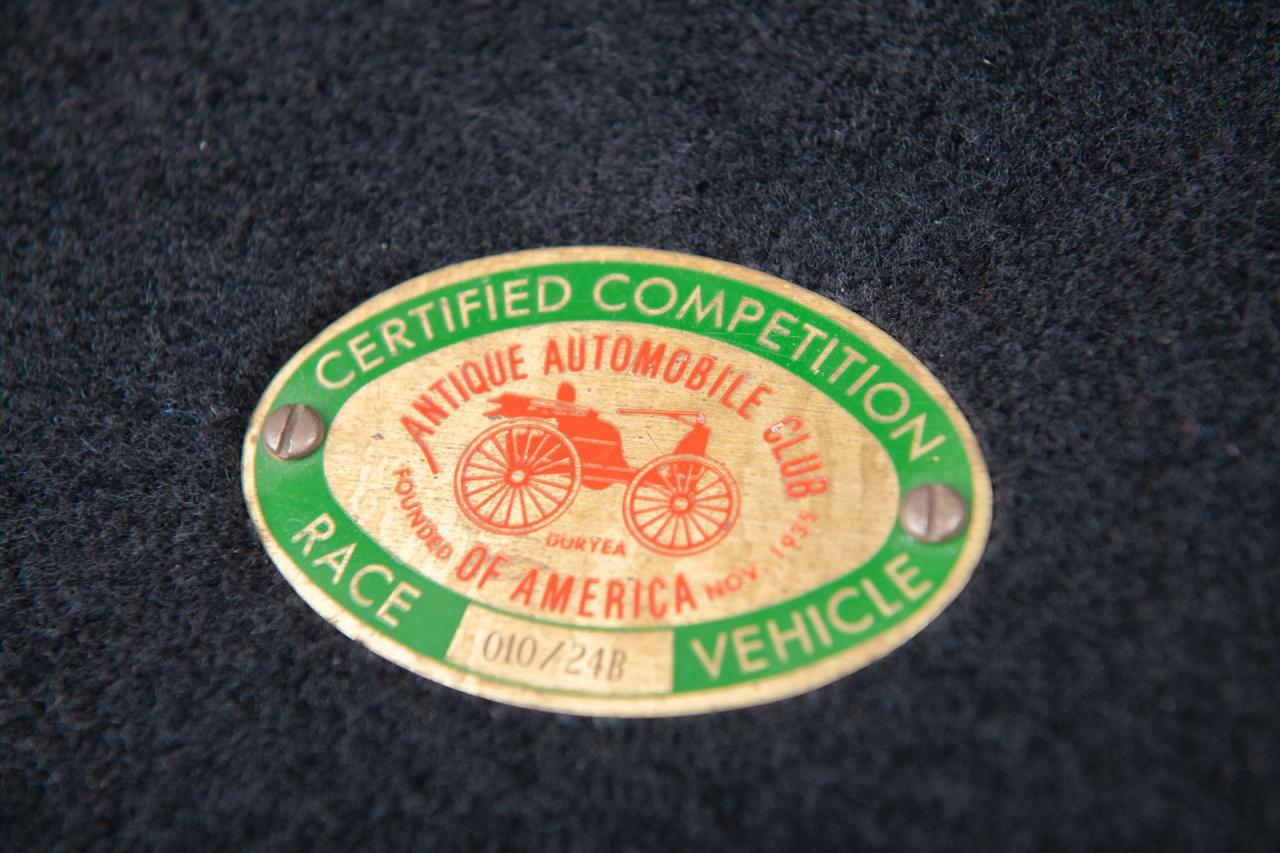 CERTIFIED COMPETITION
ANTIQUE AUTOMOBILE CLUB
FOUNDED
DURYEA
NOV. 1935
OF AMERICA
RACE
010/24B
VEHICLE